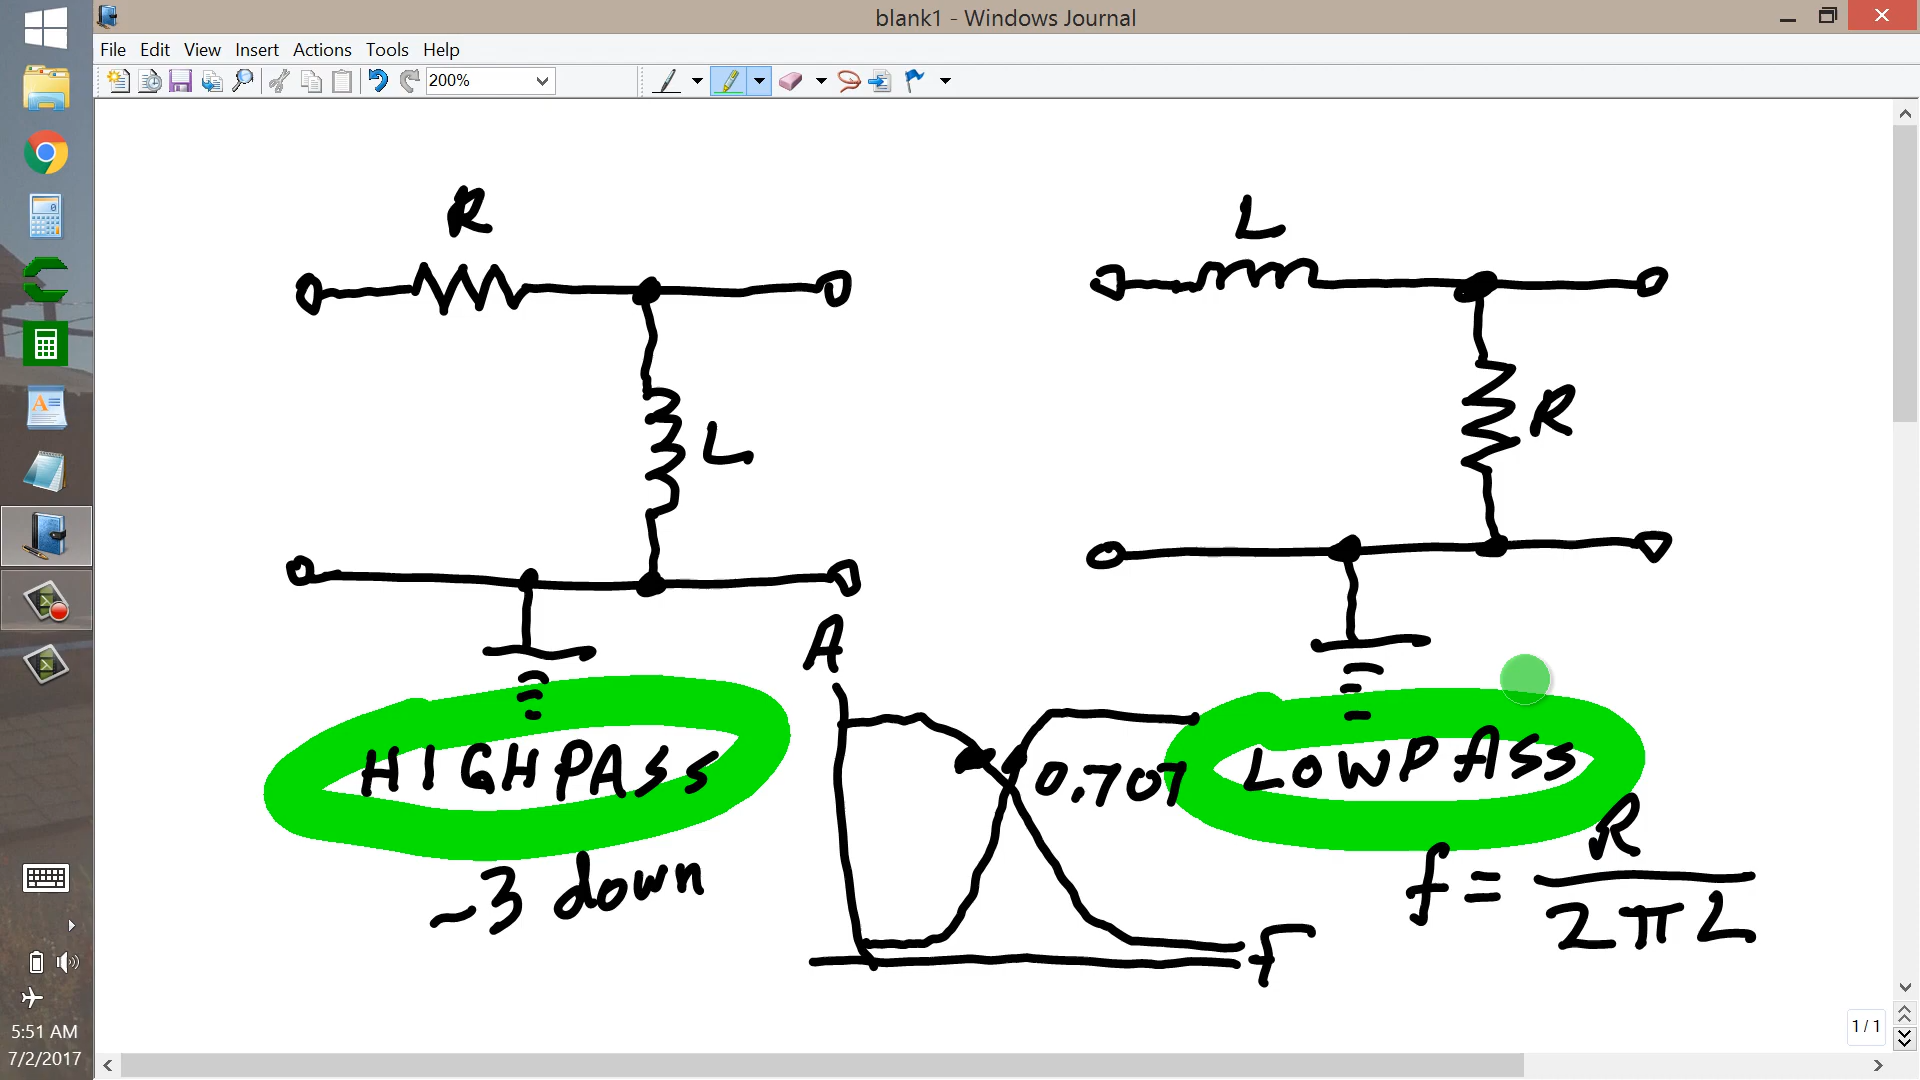 blank1 - Windows Journal
File Edit View Insert Actions Tools Help
200%
R
L
L
R
A
HIGHPASS
0.707
LOWPASS
~3 down
f = R
2πL
f
1 / 1
5:51 AM
7/2/2017